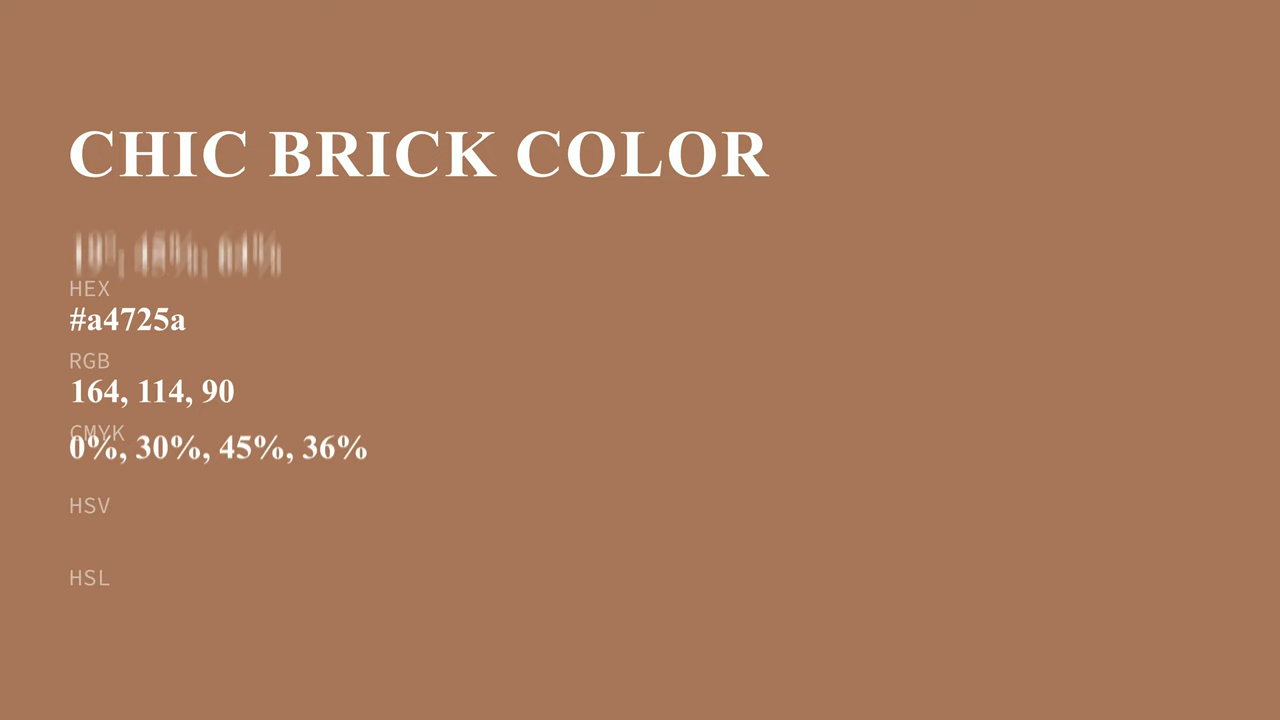 CHIC BRICK COLOR
HEX
#a4725a
RGB
164, 114, 90
CMYK
0%, 30%, 45%, 36%
HSV
HSL